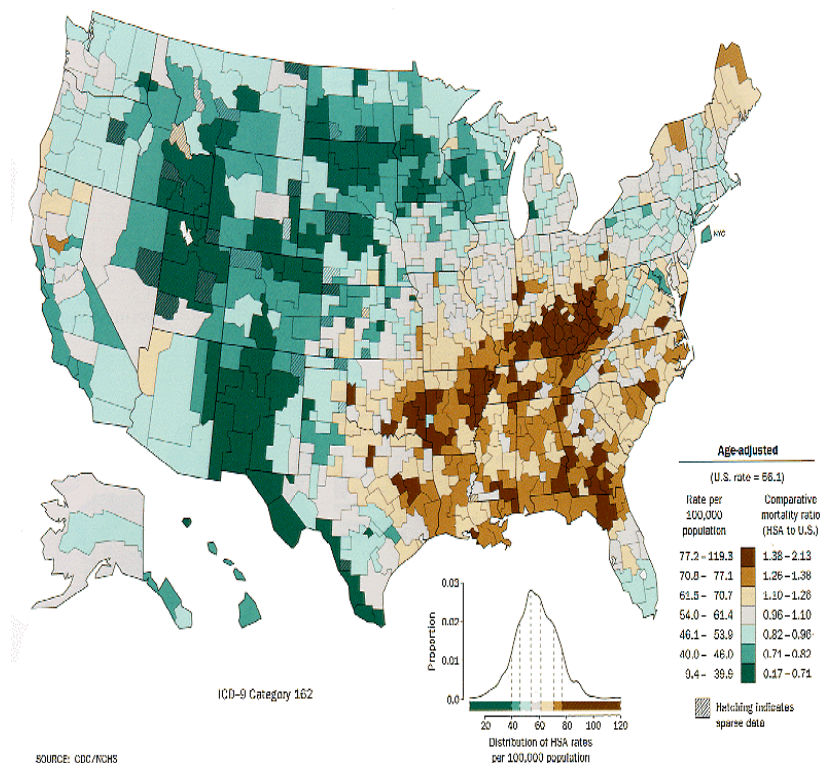 NYC
Age-adjusted
(U.S. rate = 56.1)
Rate per
100,000
population
Comparative
mortality ratio
(HSA to U.S.)
77.2 – 119.3 1.38 – 2.13
70.8 – 77.1 1.26 – 1.38
61.5 – 70.7 1.10 – 1.26
54.0 – 61.4 0.96 – 1.10
46.1 – 53.9 0.82 – 0.96
40.0 – 46.0 0.71 – 0.82
9.4 – 39.9 0.17 – 0.71
Hatching indicates
sparse data
0.03
0.02
0.01
0.0
Proportion
20 40 60 80 100 120
Distribution of HSA rates
per 100,000 population
ICD-9 Category 162
SOURCE: CDC/NCHS